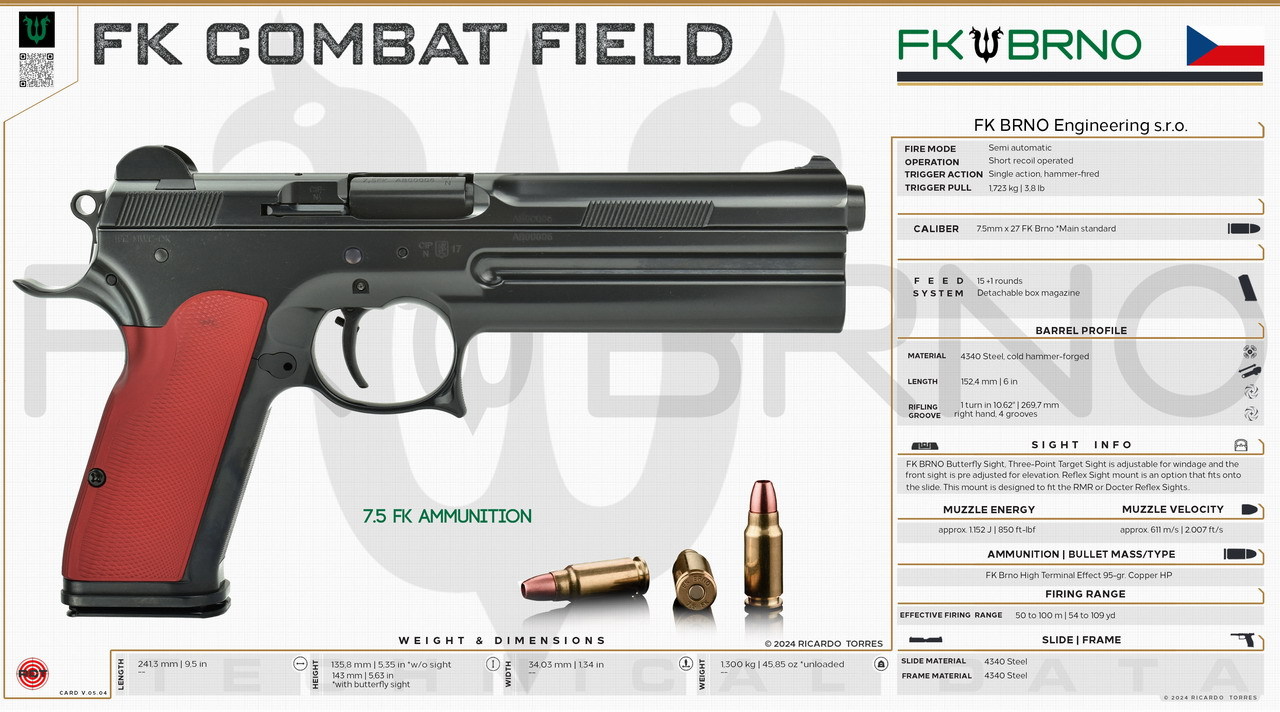 FK COMBAT FIELD
FK BRNO
FK BRNO Engineering s.r.o.
FIRE MODE Semi automatic
OPERATION Short recoil operated
TRIGGER ACTION Single action, hammer-fired
TRIGGER PULL 1.723 kg | 3.8 lb
CALIBER 7.5mm x 27 FK Brno *Main standard
FEED SYSTEM
15 +1 rounds
Detachable box magazine
BARREL PROFILE
MATERIAL 4340 Steel, cold hammer-forged
LENGTH 152.4 mm | 6 in
RIFLING GROOVE
1 turn in 10.62" | 269,7 mm
right hand, 4 grooves
SIGHT INFO
FK BRNO Butterfly Sight, Three-Point Target Sight is adjustable for windage and the
front sight is pre adjusted for elevation. Reflex Sight mount is an option that fits onto
the slide. This mount is designed to fit the RMR or Docter Reflex Sights.
MUZZLE ENERGY
approx. 1.152 J | 850 ft-lbf
MUZZLE VELOCITY
approx. 611 m/s | 2.007 ft/s
AMMUNITION | BULLET MASS/TYPE
FK Brno High Terminal Effect 95-gr. Copper HP
FIRING RANGE
EFFECTIVE FIRING RANGE 50 to 100 m | 54 to 109 yd
SLIDE | FRAME
SLIDE MATERIAL 4340 Steel
FRAME MATERIAL 4340 Steel
© 2024 RICARDO TORRES
FK BRNO
CIP
N
17
7.5 FK AMMUNITION
WEIGHT & DIMENSIONS
© 2024 RICARDO TORRES
LENGTH
241.3 mm | 9.5 in
--
HEIGHT
135.8 mm | 5.35 in *w/o sight
143 mm | 5.63 in
*with butterfly sight
WIDTH
34,03 mm | 1.34 in
--
WEIGHT
1.300 kg | 45.85 oz *unloaded
--
TECHNICAL DATA
RDT
CARD V.05.04